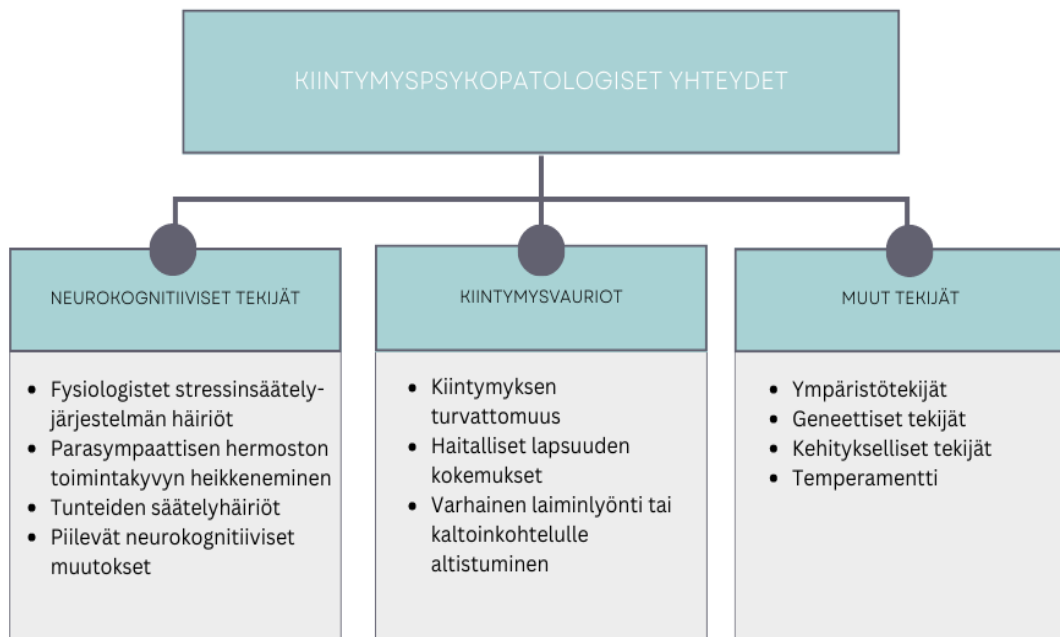 KIINTYMYSPSYKOPATOLOGISET YHTEYDET
NEUROKOGNITIIVISET TEKIJÄT
• Fysiologistet stressinsäätely-
järjestelmän häiriöt
• Parasympaattisen hermoston
toimintakyvyn heikkeneminen
• Tunteiden säätelyhäiriöt
• Piilevät neurokognitiiviset
muutokset
KIINTYMYSVAURIOT
• Kiintymyksen
turvattomuus
• Haitalliset lapsuuden
kokemukset
• Varhainen laiminlyönti tai
kaltoinkohtelulle
altistuminen
MUUT TEKIJÄT
• Ympäristötekijät
• Geneettiset tekijät
• Kehitykselliset tekijät
• Temperamentti